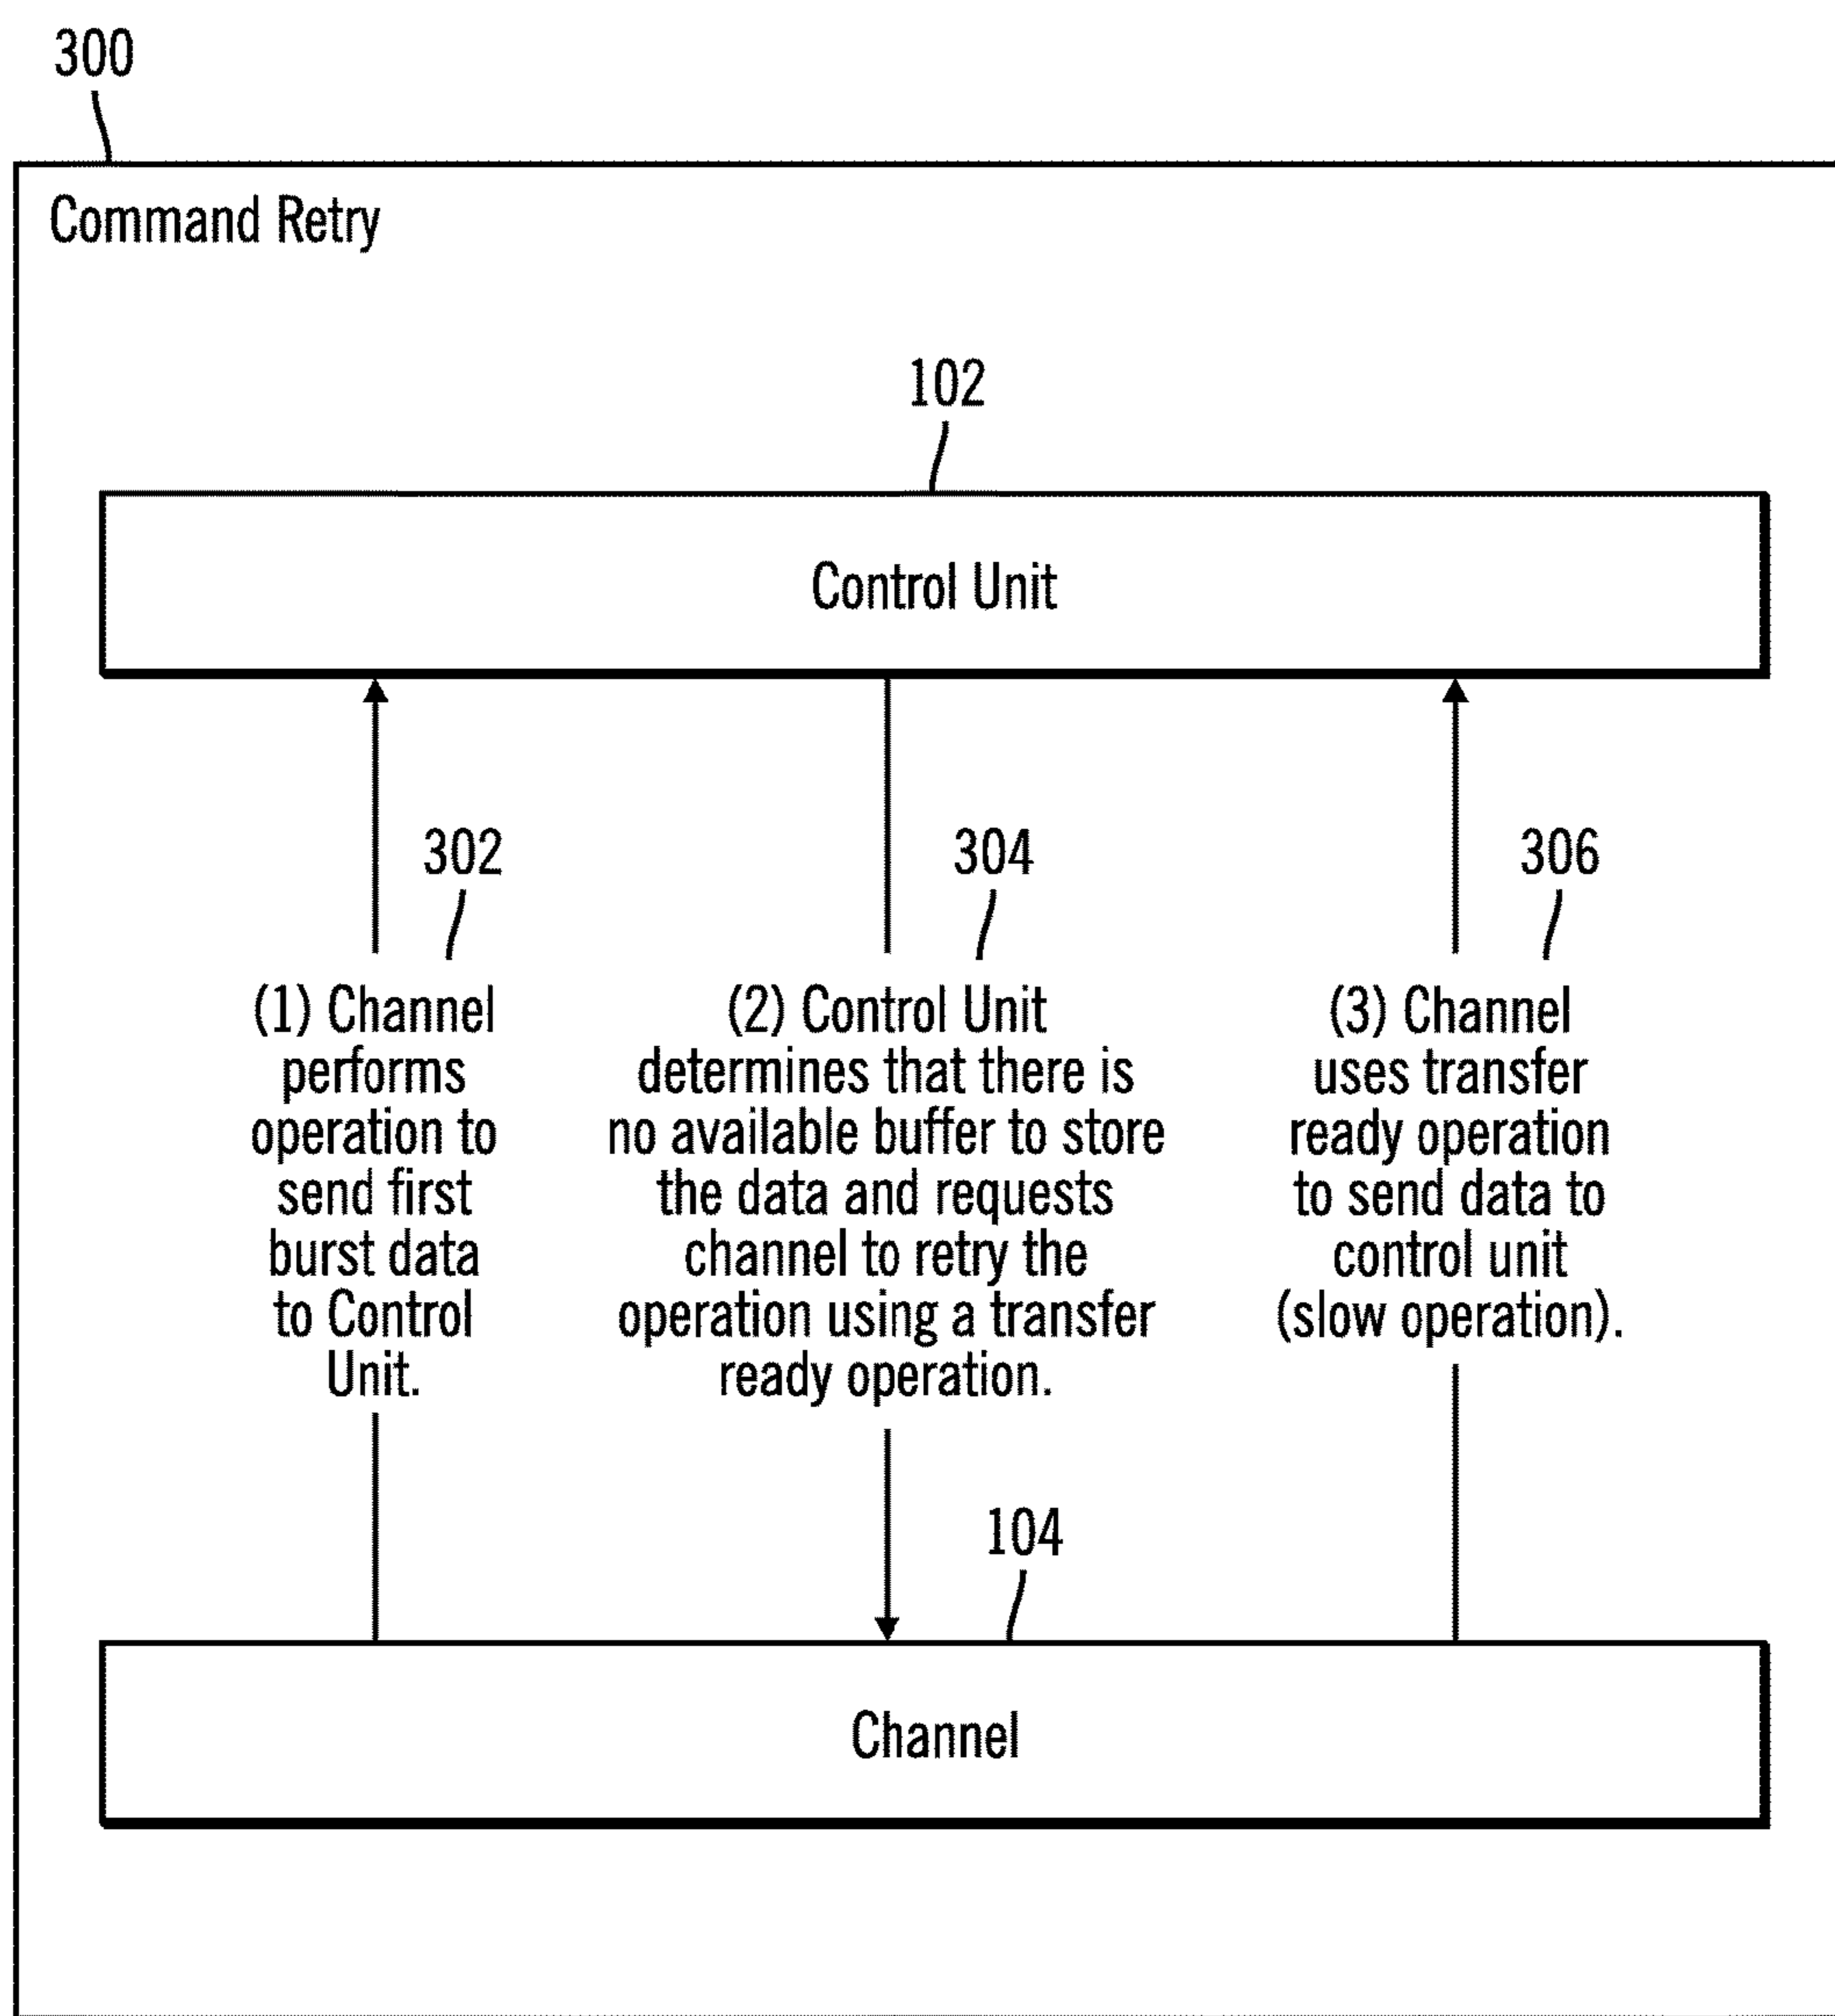 300
Command Retry
102
Control Unit
302
304
306
(1) Channel
performs
operation to
send first
burst data
to Control
Unit.
(2) Control Unit
determines that there is
no available buffer to store
the data and requests
channel to retry the
operation using a transfer
ready operation.
(3) Channel
uses transfer
ready operation
to send data to
control unit
(slow operation).
104
Channel